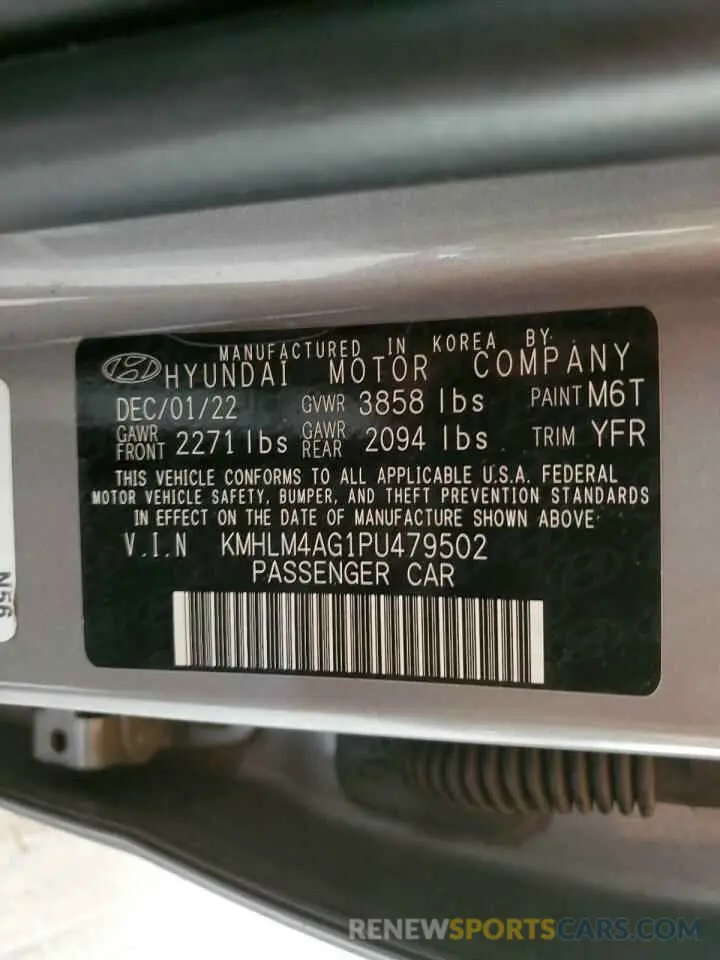 MANUFACTURED IN KOREA BY:
HYUNDAI MOTOR COMPANY
DEC/01/22 GVWR 3858 lbs PAINT M6T
GAWR FRONT 2271 lbs GAWR REAR 2094 lbs TRIM YFR
THIS VEHICLE CONFORMS TO ALL APPLICABLE U.S.A. FEDERAL
MOTOR VEHICLE SAFETY, BUMPER, AND THEFT PREVENTION STANDARDS
IN EFFECT ON THE DATE OF MANUFACTURE SHOWN ABOVE:
V.I.N KMHLM4AG1PU479502
PASSENGER CAR
N56
RENEWSPORTSCARS.COM